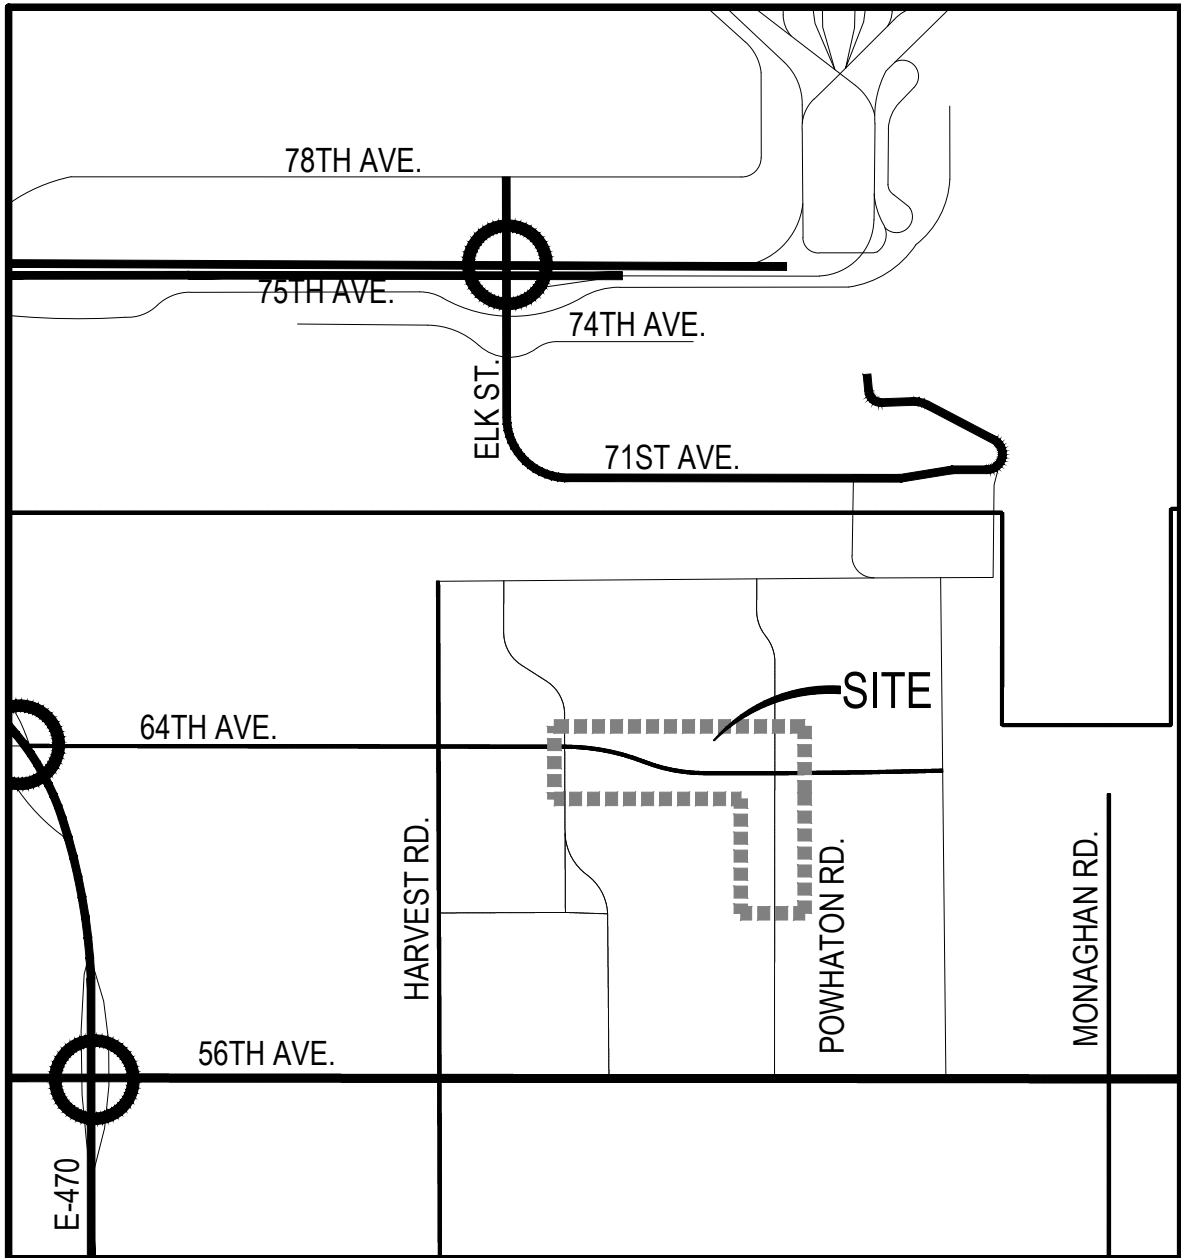 78TH AVE.
75TH AVE.
74TH AVE.
ELK ST.
71ST AVE.
SITE
64TH AVE.
HARVEST RD.
POWHATON RD.
MONAGHAN RD.
56TH AVE.
E-470